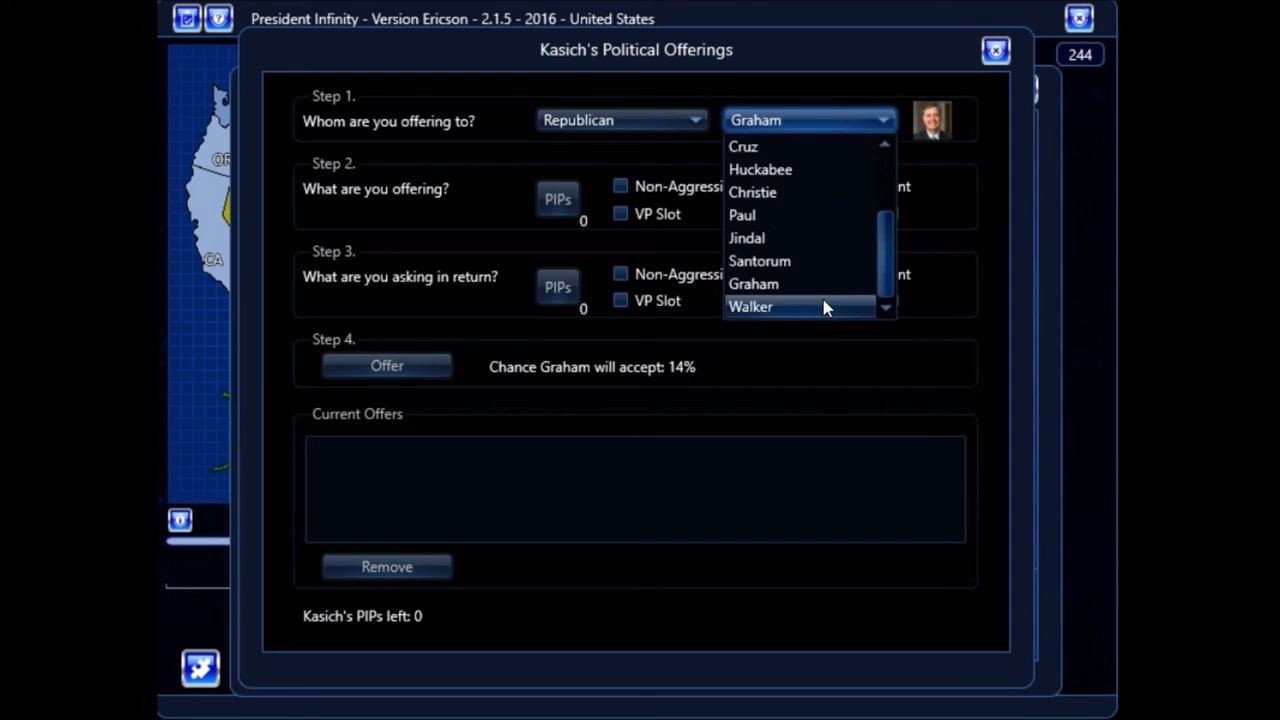 President Infinity - Version Ericson - 2.1.5 - 2016 - United States
Kasich's Political Offerings
244
Step 1.
Whom are you offering to?
Republican
Graham
Cruz
Huckabee
Christie
Paul
Jindal
Santorum
Graham
Walker
Step 2.
What are you offering?
PIPs
0
Non-Aggressi
nt
VP Slot
Step 3.
What are you asking in return?
PIPs
0
Non-Aggressi
nt
VP Slot
Step 4.
Offer
Chance Graham will accept: 14%
Current Offers
Remove
Kasich's PIPs left: 0
OR
CA